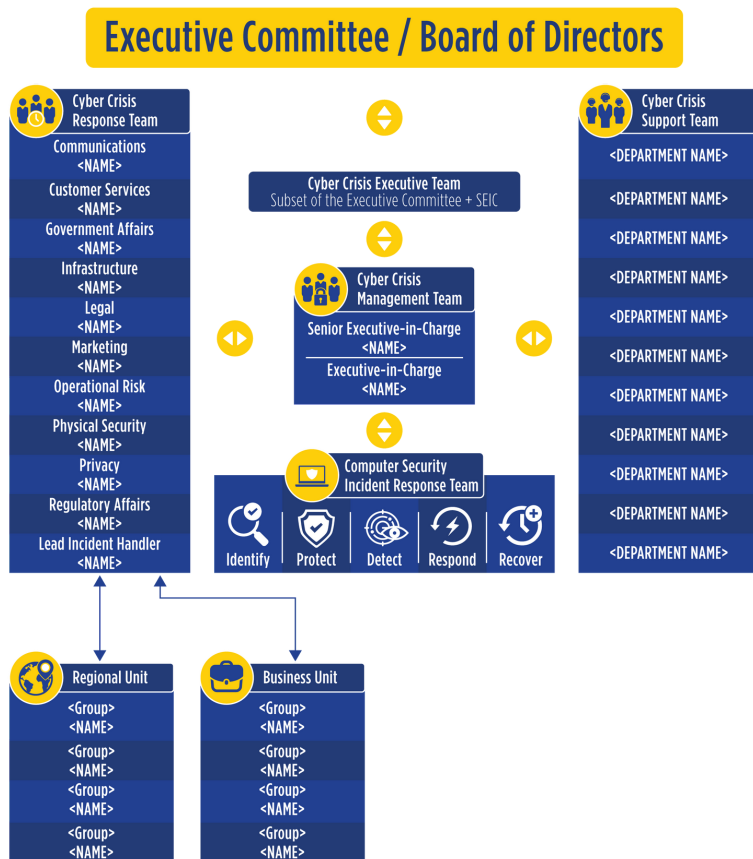 Executive Committee / Board of Directors
Cyber Crisis
Response Team
Communications
<NAME>
Customer Services
<NAME>
Government Affairs
<NAME>
Infrastructure
<NAME>
Legal
<NAME>
Marketing
<NAME>
Operational Risk
<NAME>
Physical Security
<NAME>
Privacy
<NAME>
Regulatory Affairs
<NAME>
Lead Incident Handler
<NAME>
Cyber Crisis Executive Team
Subset of the Executive Committee + SEIC
Cyber Crisis
Management Team
Senior Executive-in-Charge
<NAME>
Executive-in-Charge
<NAME>
Computer Security
Incident Response Team
Identify
Protect
Detect
Respond
Recover
Cyber Crisis
Support Team
<DEPARTMENT NAME>
<DEPARTMENT NAME>
<DEPARTMENT NAME>
<DEPARTMENT NAME>
<DEPARTMENT NAME>
<DEPARTMENT NAME>
<DEPARTMENT NAME>
<DEPARTMENT NAME>
<DEPARTMENT NAME>
<DEPARTMENT NAME>
<DEPARTMENT NAME>
Regional Unit
<Group>
<NAME>
<Group>
<NAME>
<Group>
<NAME>
<Group>
<NAME>
Business Unit
<Group>
<NAME>
<Group>
<NAME>
<Group>
<NAME>
<Group>
<NAME>